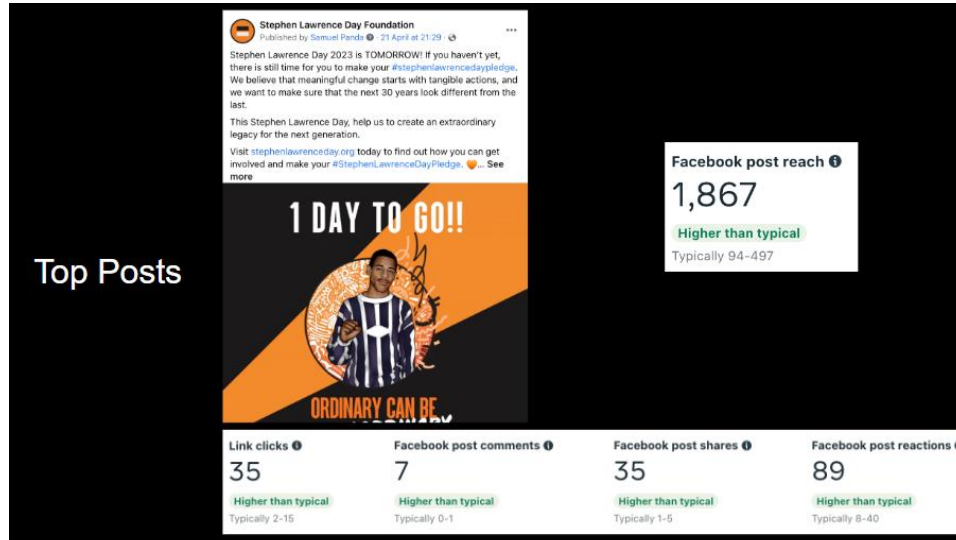 Top Posts
Stephen Lawrence Day Foundation
Published by Samuel Panda · 21 April at 21:29 ·
Stephen Lawrence Day 2023 is TOMORROW! If you haven't yet,
there is still time for you to make your #stephenlawrencedaypledge.
We believe that meaningful change starts with tangible actions, and
we want to make sure that the next 30 years look different from the
last.
This Stephen Lawrence Day, help us to create an extraordinary
legacy for the next generation.
Visit stephenlawrenceday.org today to find out how you can get
involved and make your #StephenLawrenceDayPledge. 🧡... See
more
1 DAY TO GO!!
ORDINARY CAN BE
Facebook post reach
1,867
Higher than typical
Typically 94-497
Link clicks
35
Higher than typical
Typically 2-15
Facebook post comments
7
Higher than typical
Typically 0-1
Facebook post shares
35
Higher than typical
Typically 1-5
Facebook post reactions
89
Higher than typical
Typically 8-40